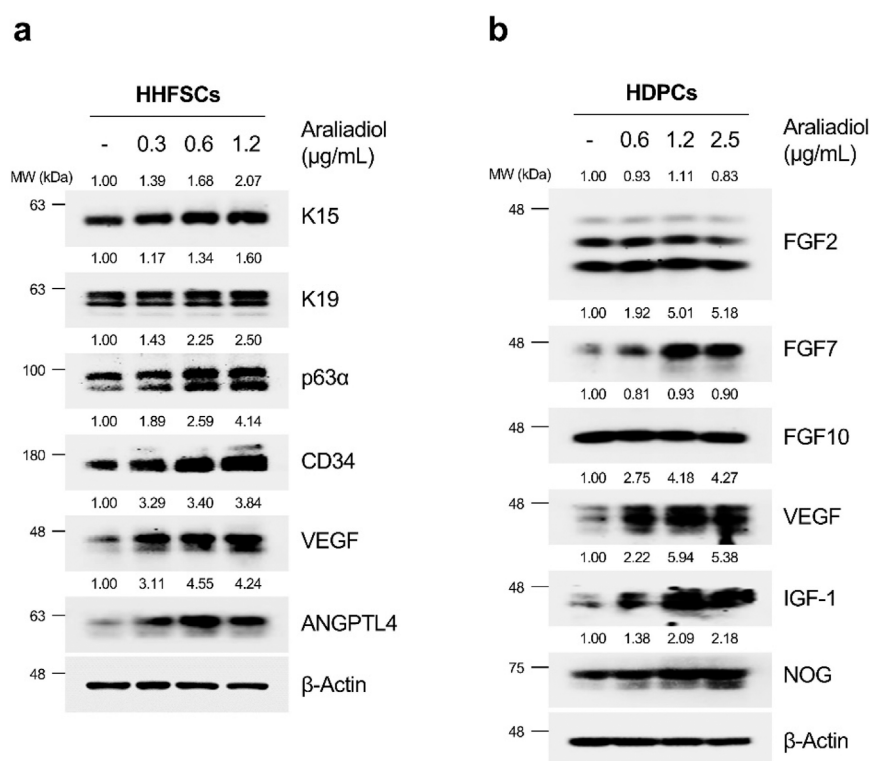 a
HHFSCs
- 0.3 0.6 1.2 Araliadiol (µg/mL)
MW (kDa) 1.00 1.39 1.68 2.07
63 K15
1.00 1.17 1.34 1.60
63 K19
1.00 1.43 2.25 2.50
100 p63α
1.00 1.89 2.59 4.14
180 CD34
1.00 3.29 3.40 3.84
48 VEGF
1.00 3.11 4.55 4.24
63 ANGPTL4
48 β-Actin
b
HDPCs
- 0.6 1.2 2.5 Araliadiol (µg/mL)
MW (kDa) 1.00 0.93 1.11 0.83
48 FGF2
1.00 1.92 5.01 5.18
48 FGF7
1.00 0.81 0.93 0.90
48 FGF10
1.00 2.75 4.18 4.27
48 VEGF
1.00 2.22 5.94 5.38
48 IGF-1
1.00 1.38 2.09 2.18
75 NOG
48 β-Actin